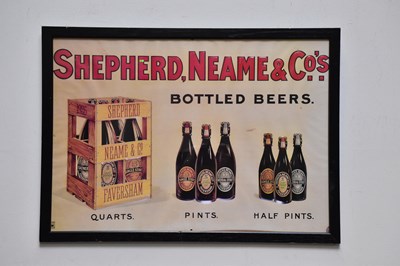 SHEPHERD, NEAME & Co's.
BOTTLED BEERS.
SHEPHERD
NEAME & Co
FAVERSHAM
QUARTS.
PINTS.
HALF PINTS.